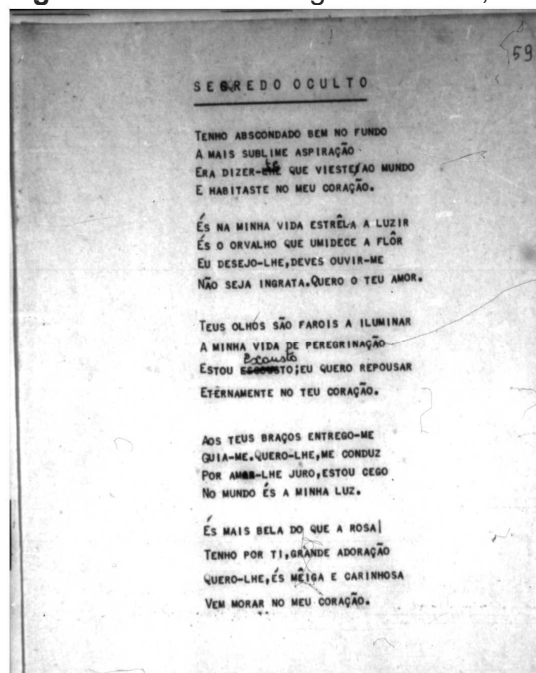 59
SEGREDO OCULTO
TENHO ABSCONDADO BEM NO FUNDO
A MAIS SUBLIME ASPIRAÇÃO
ERA DIZER-TE QUE VIESTE AO MUNDO
E HABITASTE NO MEU CORAÇÃO.
ÉS NA MINHA VIDA ESTRÊLA A LUZIR
ÉS O ORVALHO QUE UMIDECE A FLÔR
EU DESEJO-LHE,DEVES OUVIR-ME
NÃO SEJA INGRATA.QUERO O TEU AMOR.
TEUS OLHOS SÃO FAROIS A ILUMINAR
A MINHA VIDA DE PEREGRINAÇÃO
ESTOU Excausto;EU QUERO REPOUSAR
ETERNAMENTE NO TEU CORAÇÃO.
AOS TEUS BRAÇOS ENTREGO-ME
GUIA-ME.QUERO-LHE,ME CONDUZ
POR AMAR-LHE JURO,ESTOU CEGO
NO MUNDO ÉS A MINHA LUZ.
ÉS MAIS BELA DO QUE A ROSA
TENHO POR TI,GRANDE ADORAÇÃO
QUERO-LHE,ÉS MÊIGA E CARINHOSA
VEM MORAR NO MEU CORAÇÃO.